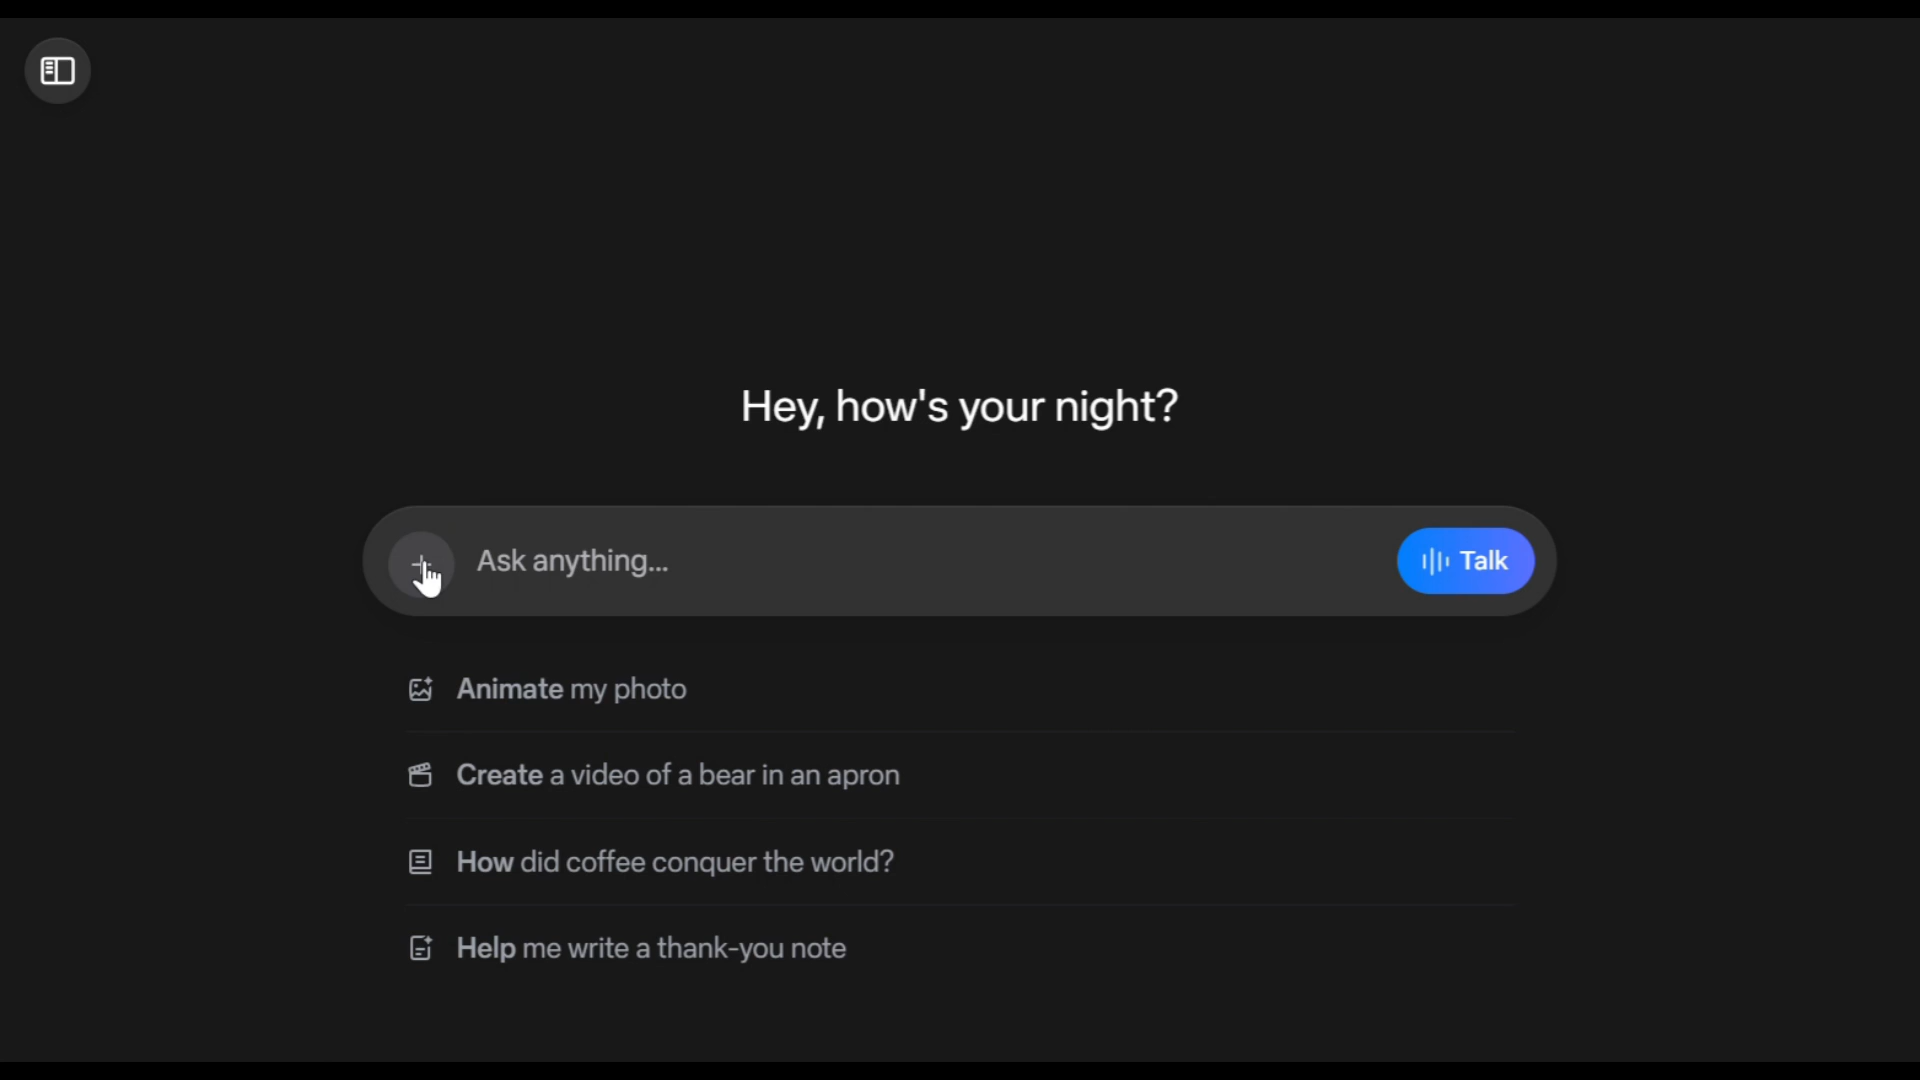 Hey, how's your night?
Ask anything...
Talk
Animate my photo
Create a video of a bear in an apron
How did coffee conquer the world?
Help me write a thank-you note